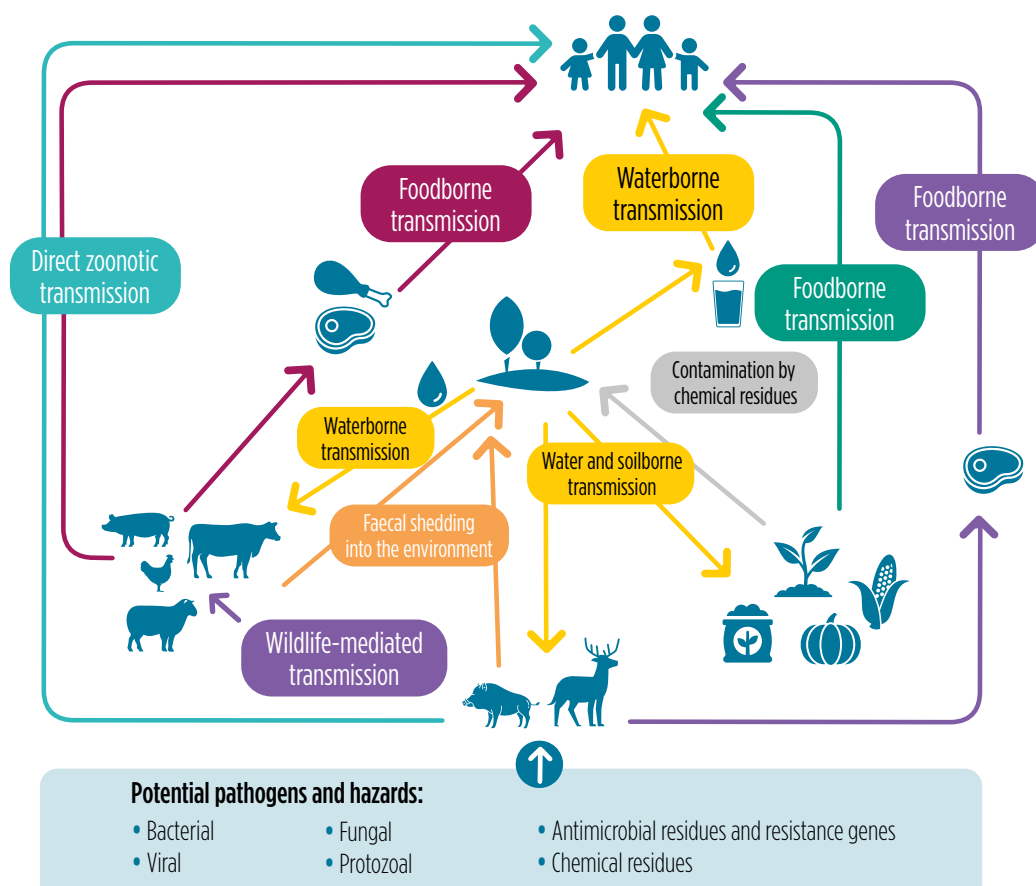 Foodborne
transmission
Waterborne
transmission
Foodborne
transmission
Direct zoonotic
transmission
Foodborne
transmission
Contamination by
chemical residues
Waterborne
transmission
Water and soilborne
transmission
Faecal shedding
into the environment
Wildlife-mediated
transmission
Potential pathogens and hazards:
• Bacterial
• Viral
• Fungal
• Protozoal
• Antimicrobial residues and resistance genes
• Chemical residues